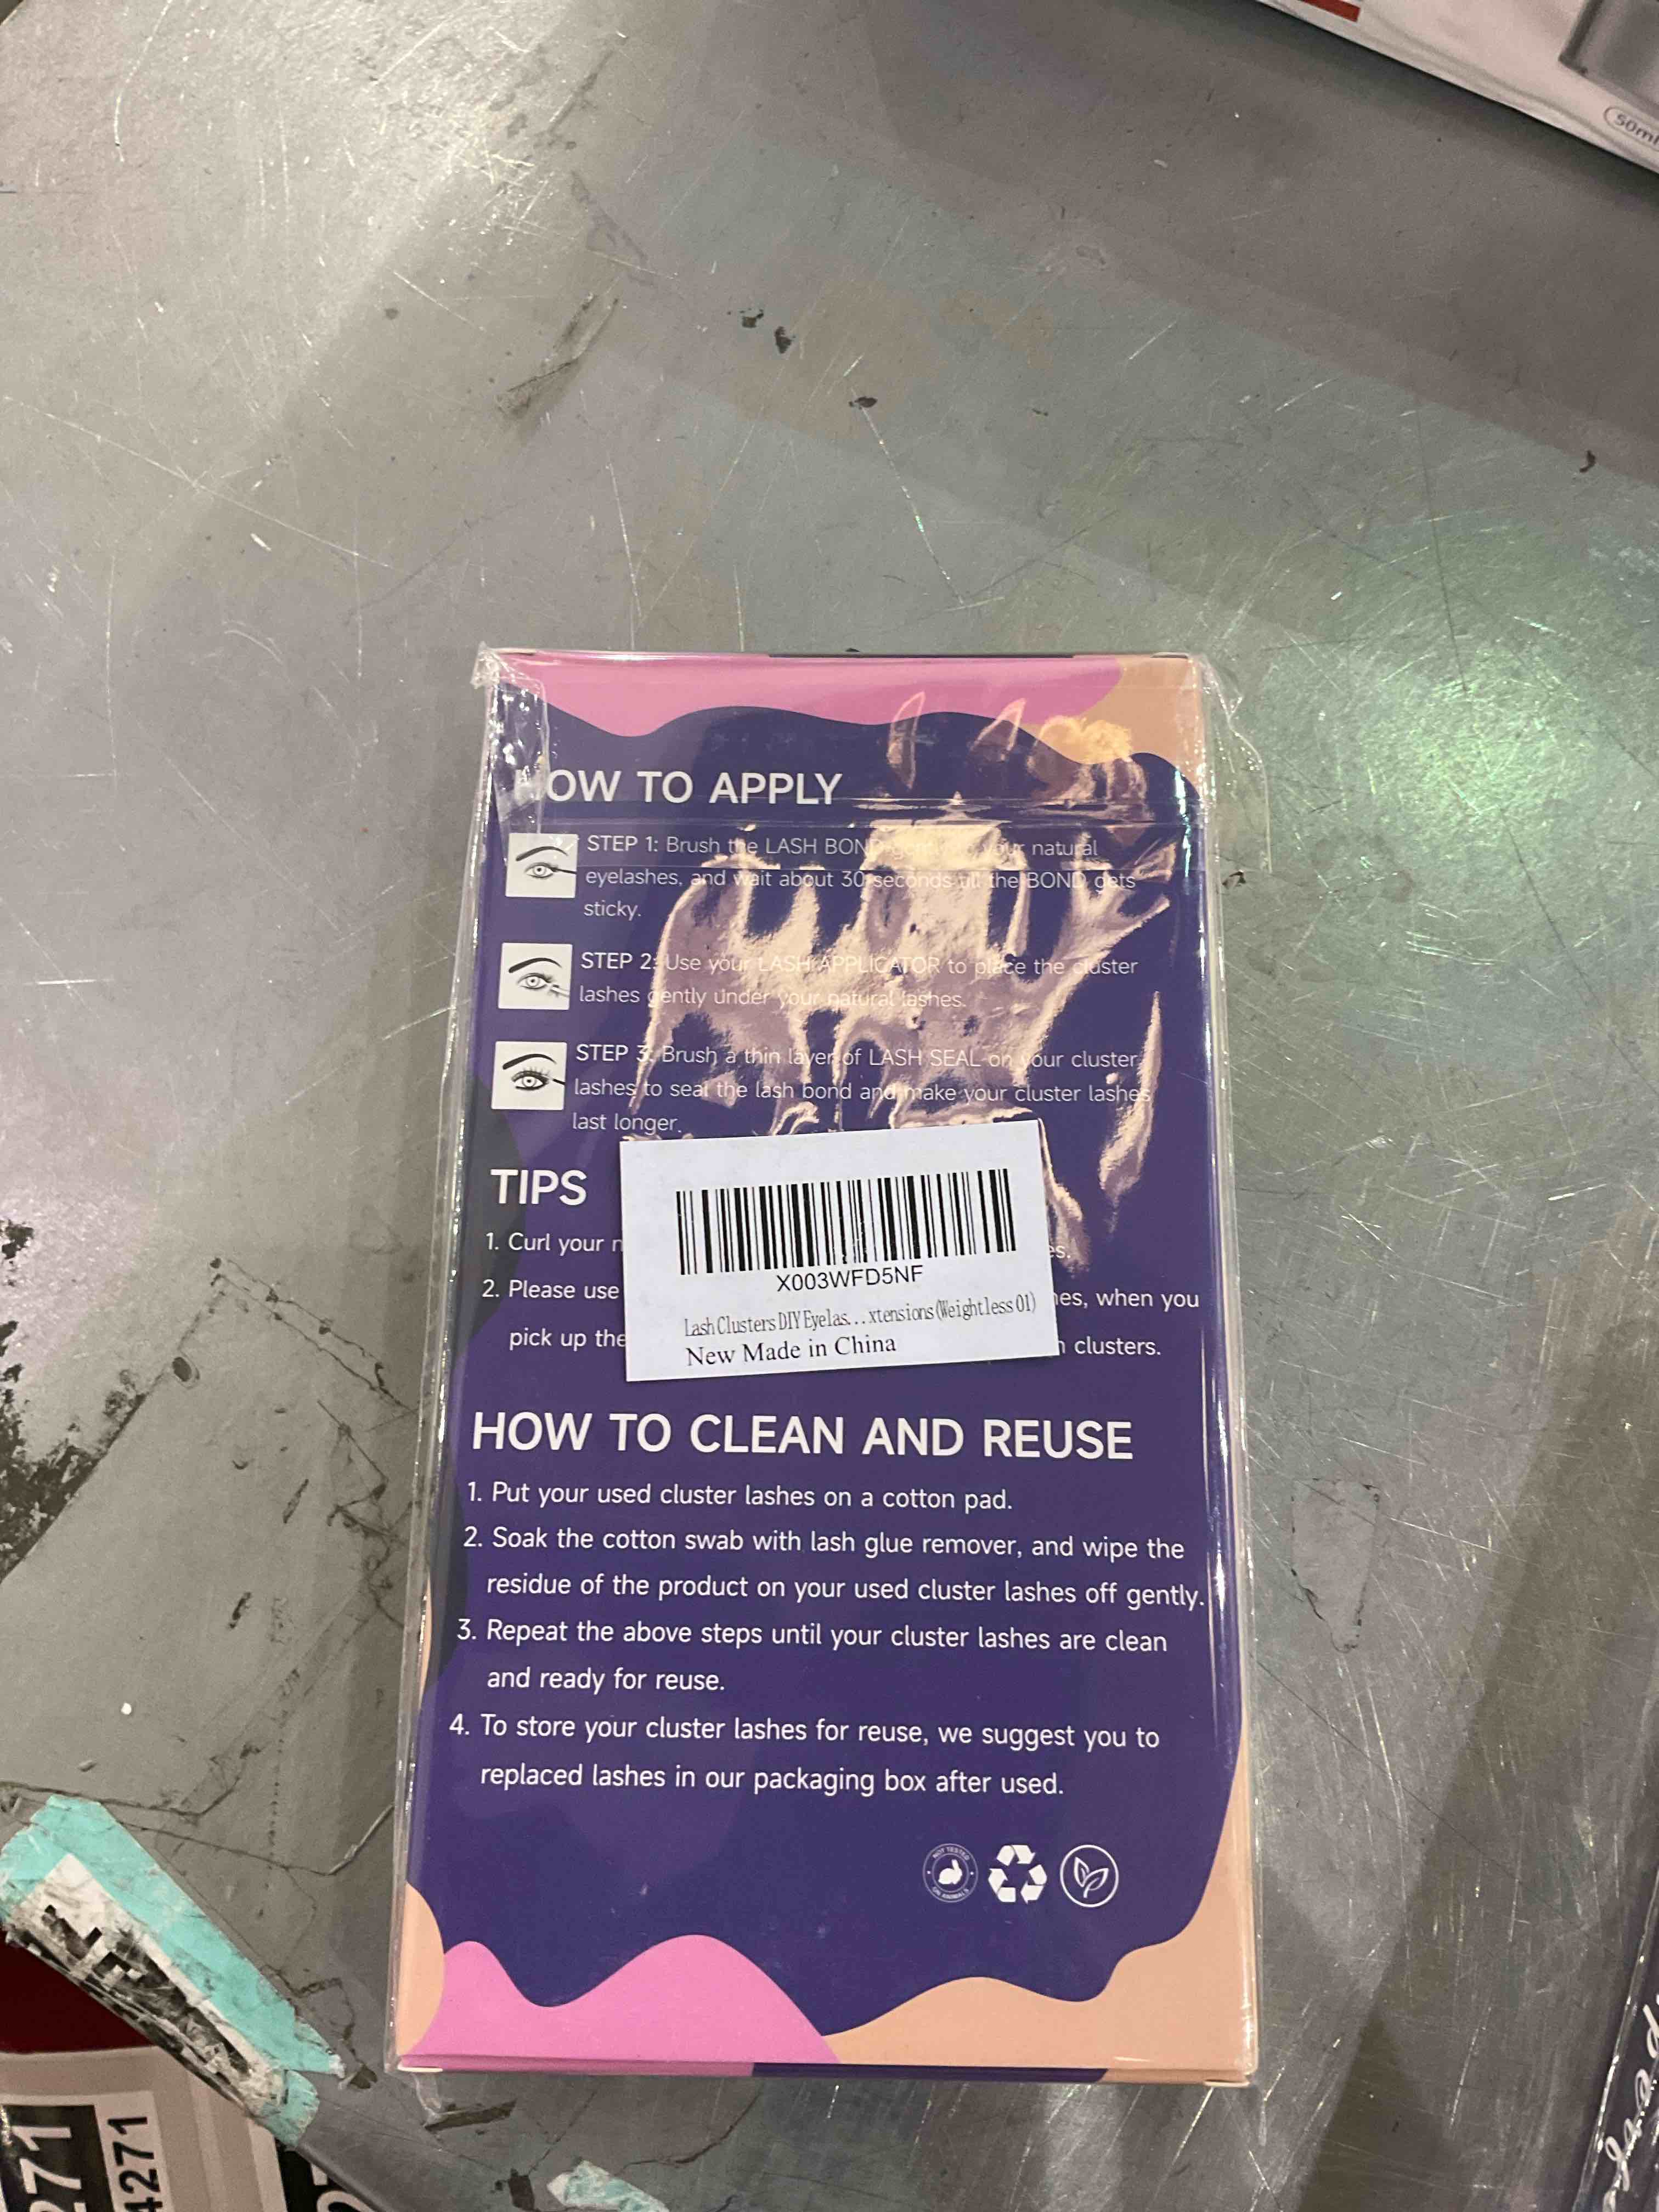 50ml
HOW TO APPLY
STEP 1: Brush the LASH BOND your natural
eyelashes, and wait about 30 seconds till the BOND gets
sticky.
STEP 2: Use your LASH APPLICATOR to place the cluster
lashes gently under your natural lashes.
STEP 3: Brush a thin layer of LASH SEAL on your cluster
lashes to seal the lash bond and make your cluster lashes
last longer.
TIPS
1. Curl your
2. Please use
when you
pick up the
clusters.
X003WFD5NF
Lash Clusters DIY Eyelas...xtensions(Weightless 01)
New Made in China
HOW TO CLEAN AND REUSE
1. Put your used cluster lashes on a cotton pad.
2. Soak the cotton swab with lash glue remover, and wipe the
residue of the product on your used cluster lashes off gently.
3. Repeat the above steps until your cluster lashes are clean
and ready for reuse.
4. To store your cluster lashes for reuse, we suggest you to
replaced lashes in our packaging box after used.
NOT TESTED
ON ANIMALS
271
4271